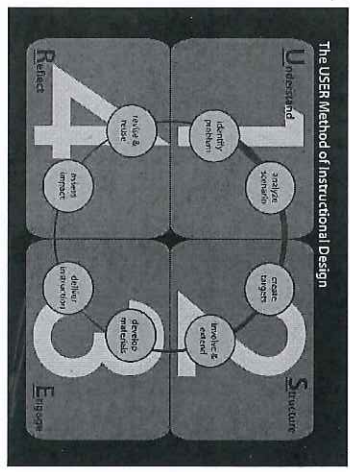 The USER Method of Instructional Design
Understand
1
identify
problem
analyze
scenario
2
Structure
create
targets
involve &
extend
3
Engage
develop
materials
deliver
instruction
4
Reflect
assess
impact
revise &
reuse